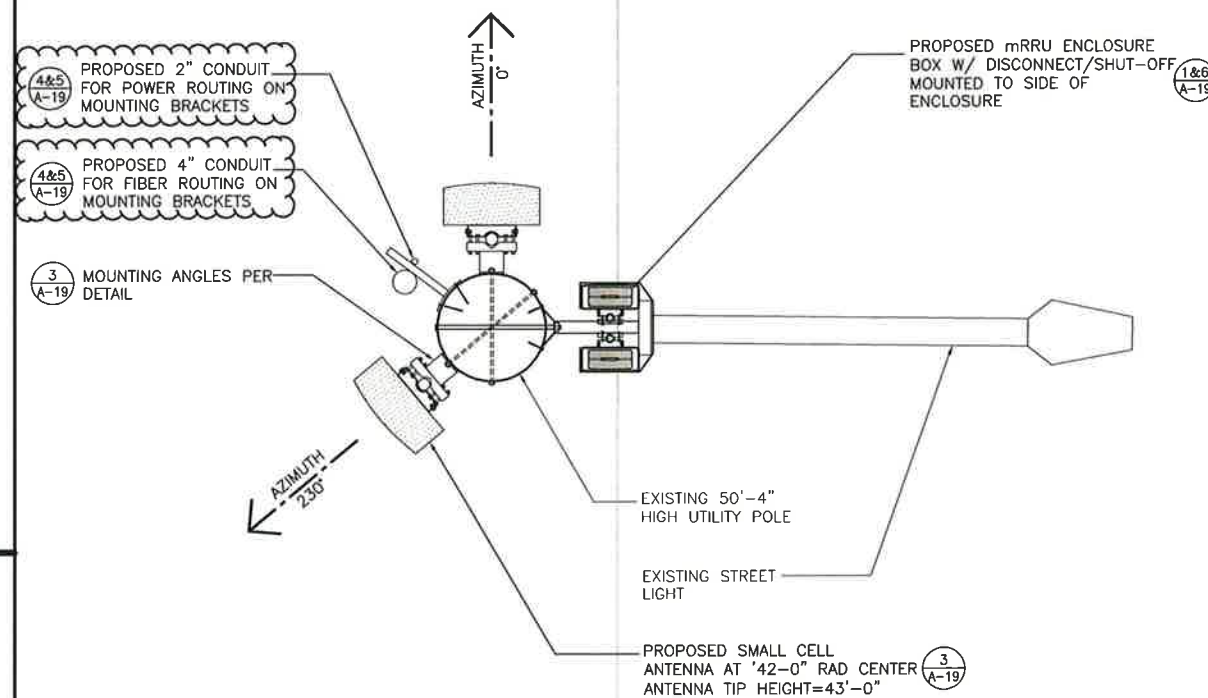 4&5
A-19
PROPOSED 2" CONDUIT
FOR POWER ROUTING ON
MOUNTING BRACKETS
4&5
A-19
PROPOSED 4" CONDUIT
FOR FIBER ROUTING ON
MOUNTING BRACKETS
3
A-19
MOUNTING ANGLES PER
DETAIL
AZIMUTH
0°
PROPOSED mRRU ENCLOSURE
BOX W/ DISCONNECT/SHUT-OFF
MOUNTED TO SIDE OF
ENCLOSURE
1&6
A-19
AZIMUTH
230°
EXISTING 50'-4"
HIGH UTILITY POLE
EXISTING STREET
LIGHT
PROPOSED SMALL CELL
ANTENNA AT '42-0" RAD CENTER
ANTENNA TIP HEIGHT=43'-0"
3
A-19